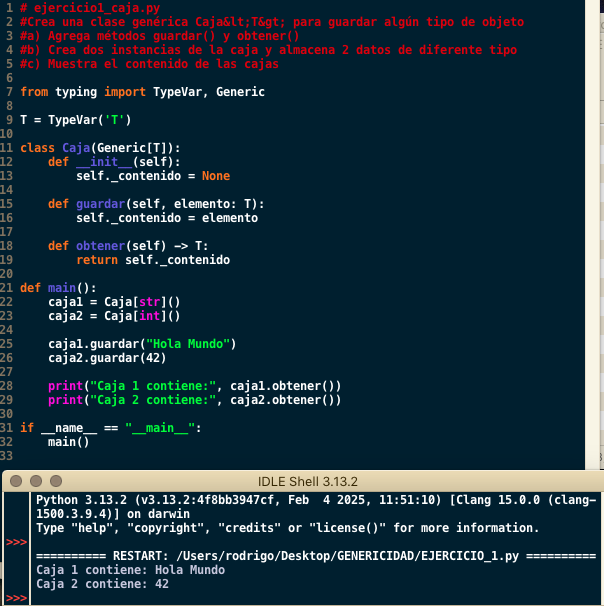 1 # ejercicio1_caja.py
2 #Crea una clase genérica Caja&lt;T&gt; para guardar algún tipo de objeto
3 #a) Agrega métodos guardar() y obtener()
4 #b) Crea dos instancias de la caja y almacena 2 datos de diferente tipo
5 #c) Muestra el contenido de las cajas
6
7 from typing import TypeVar, Generic
8
9 T = TypeVar('T')
10
11 class Caja(Generic[T]):
12     def __init__(self):
13         self._contenido = None
14
15     def guardar(self, elemento: T):
16         self._contenido = elemento
17
18     def obtener(self) -> T:
19         return self._contenido
20
21 def main():
22     caja1 = Caja[str]()
23     caja2 = Caja[int]()
24
25     caja1.guardar("Hola Mundo")
26     caja2.guardar(42)
27
28     print("Caja 1 contiene:", caja1.obtener())
29     print("Caja 2 contiene:", caja2.obtener())
30
31 if __name__ == "__main__":
32     main()
33
IDLE Shell 3.13.2
Python 3.13.2 (v3.13.2:4f8bb3947cf, Feb  4 2025, 11:51:10) [Clang 15.0.0 (clang-
1500.3.9.4)] on darwin
Type "help", "copyright", "credits" or "license()" for more information.
>>>
========== RESTART: /Users/rodrigo/Desktop/GENERICIDAD/EJERCICIO_1.py ==========
Caja 1 contiene: Hola Mundo
Caja 2 contiene: 42
>>>